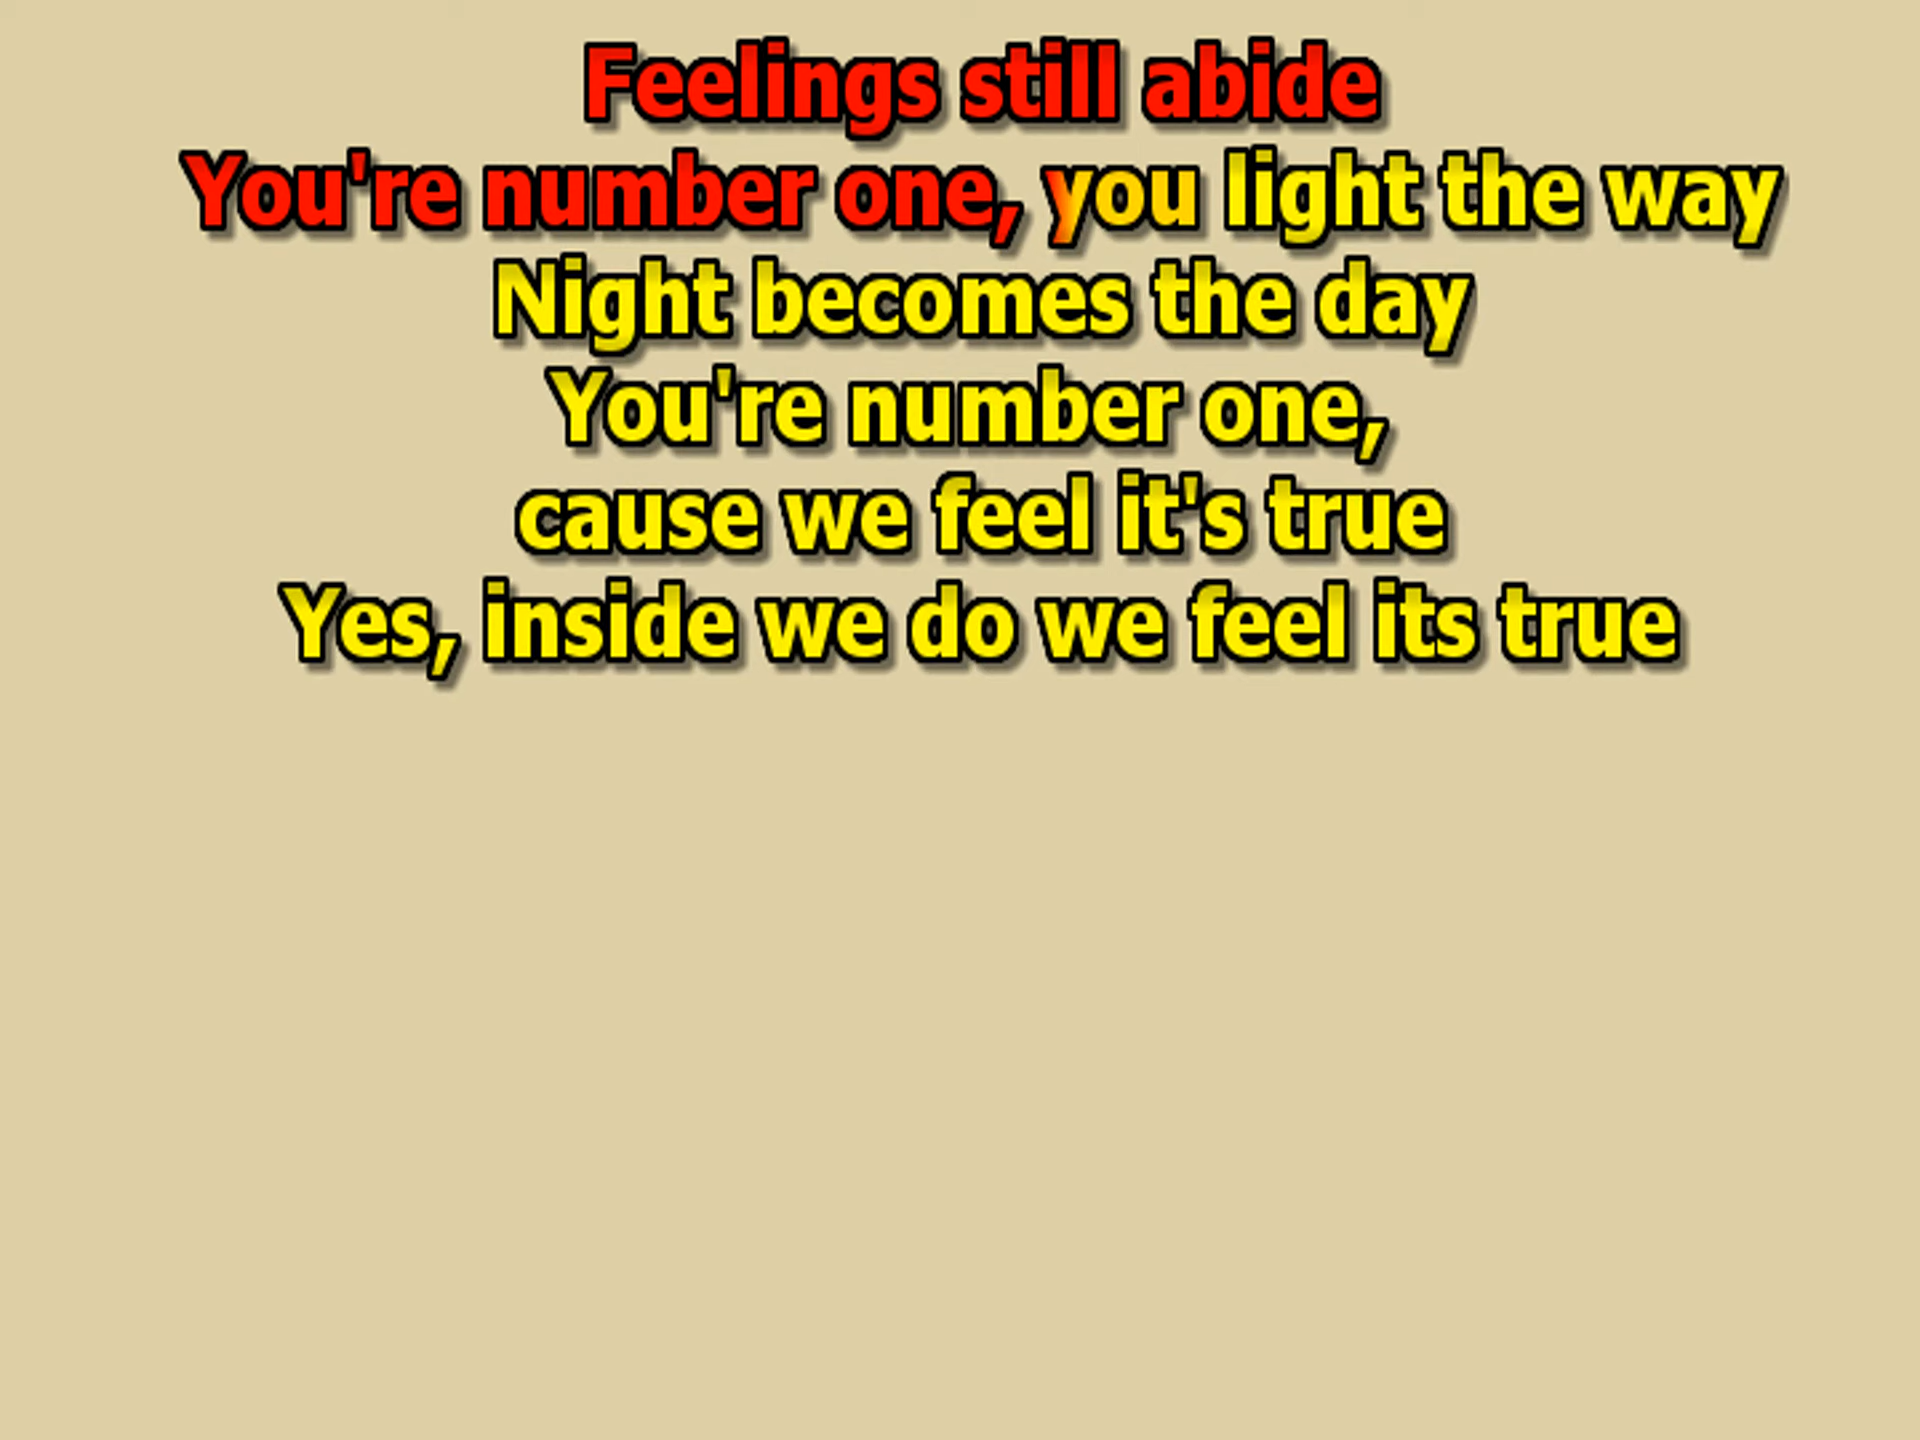 Feelings still abide
You're number one, you light the way
Night becomes the day
You're number one,
cause we feel it's true
Yes, inside we do we feel its true